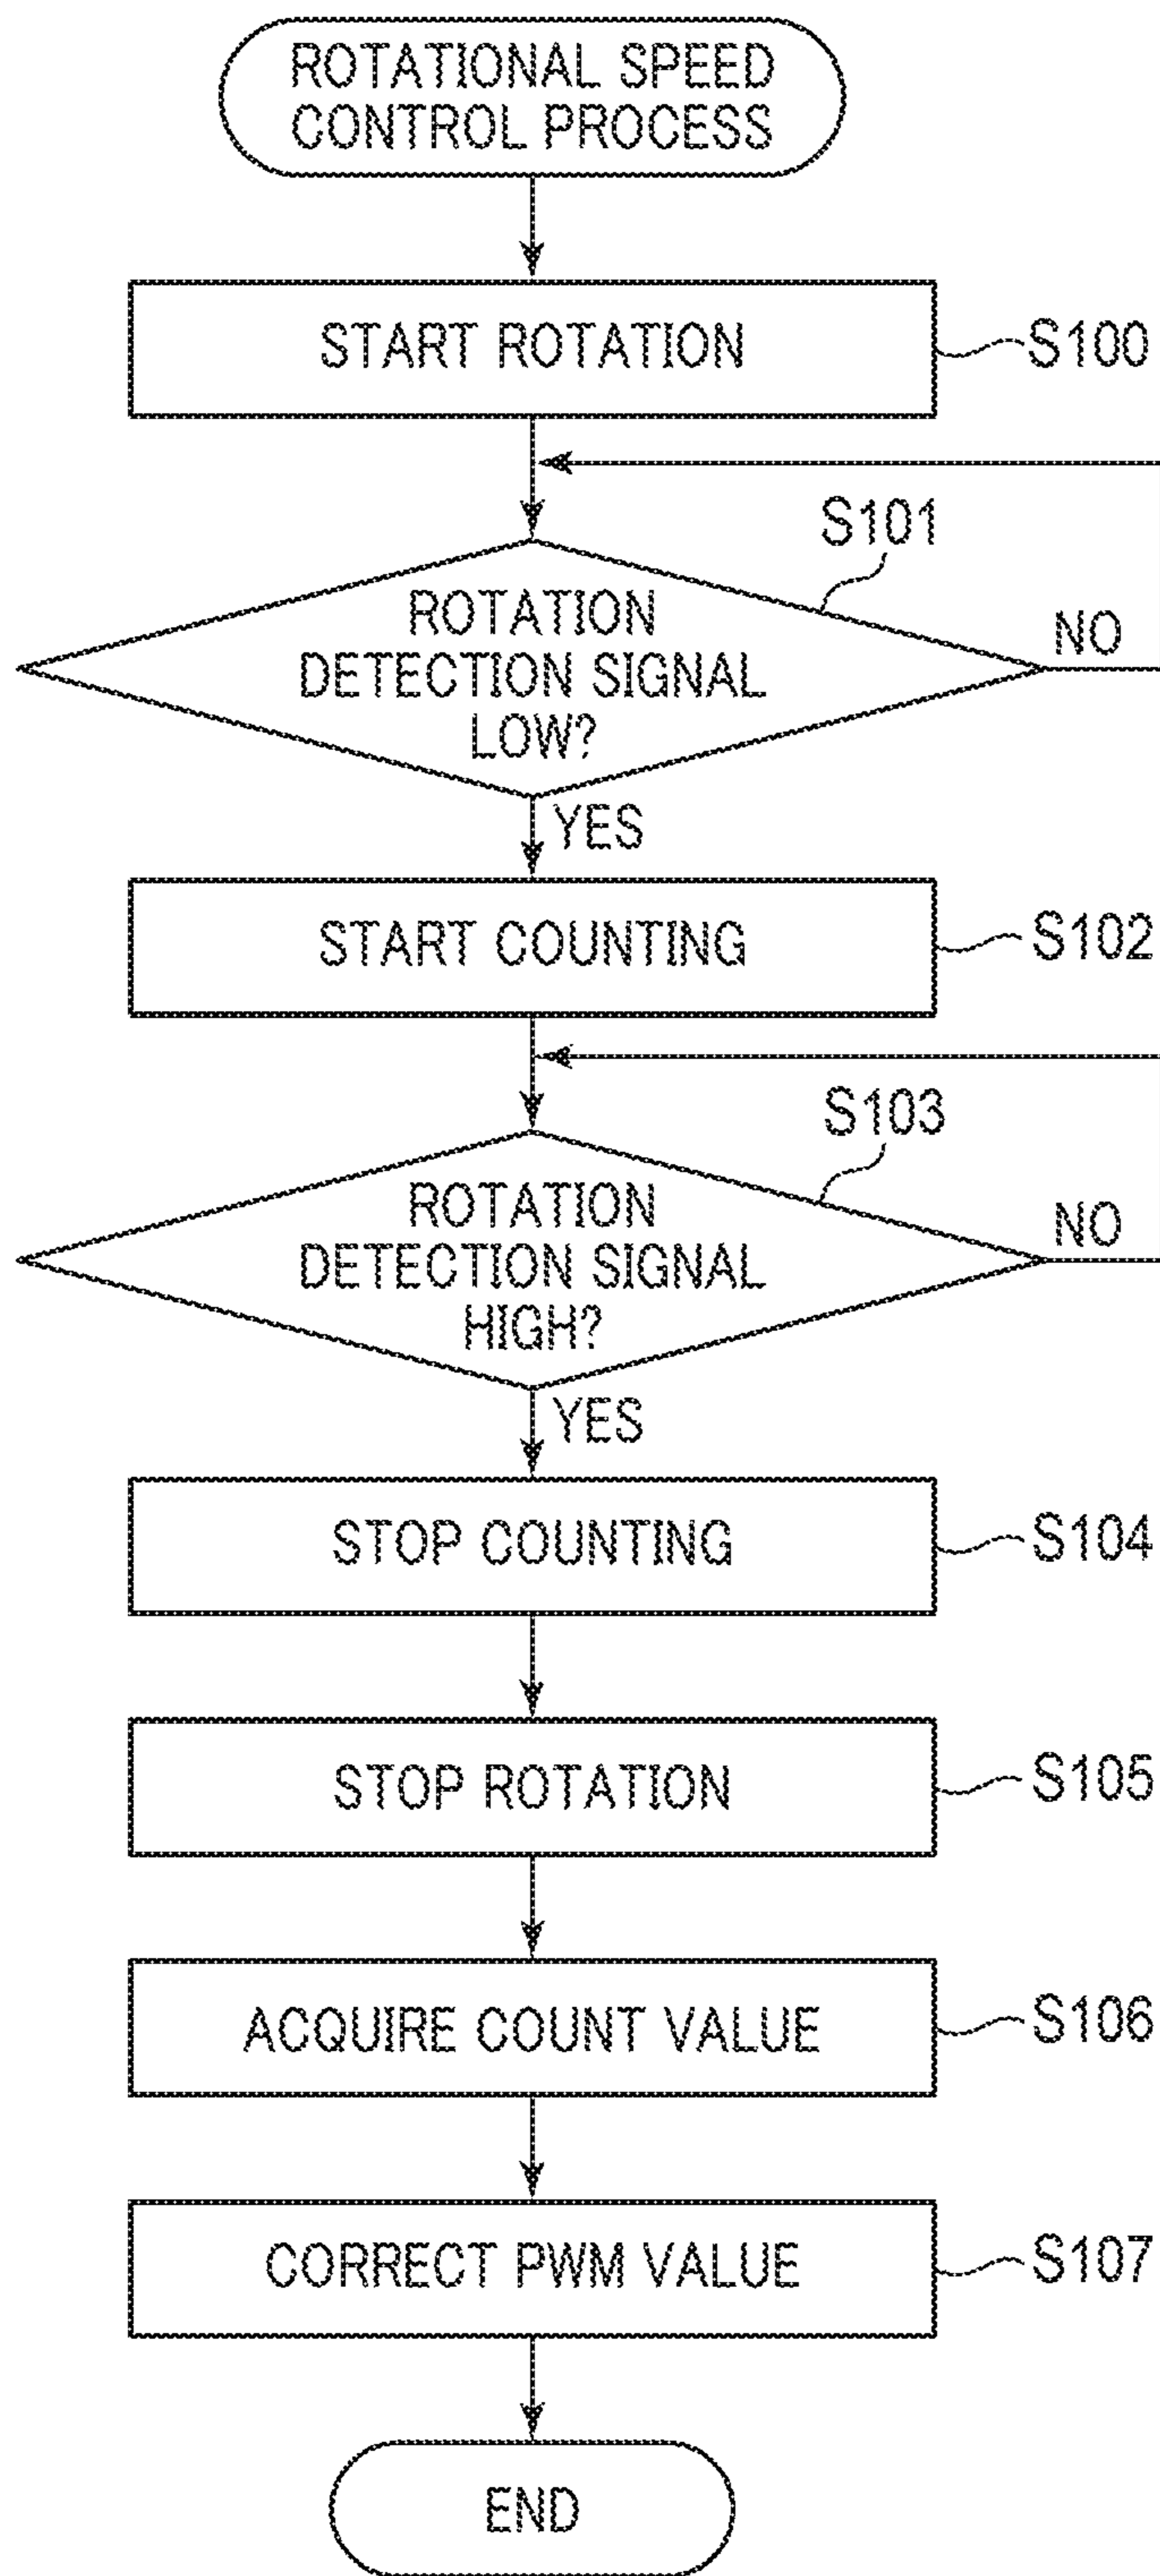 ROTATIONAL SPEED
CONTROL PROCESS
START ROTATION
S100
S101
ROTATION
DETECTION SIGNAL
LOW?
NO
YES
START COUNTING
S102
S103
ROTATION
DETECTION SIGNAL
HIGH?
NO
YES
STOP COUNTING
S104
STOP ROTATION
S105
ACQUIRE COUNT VALUE
S106
CORRECT PWM VALUE
S107
END